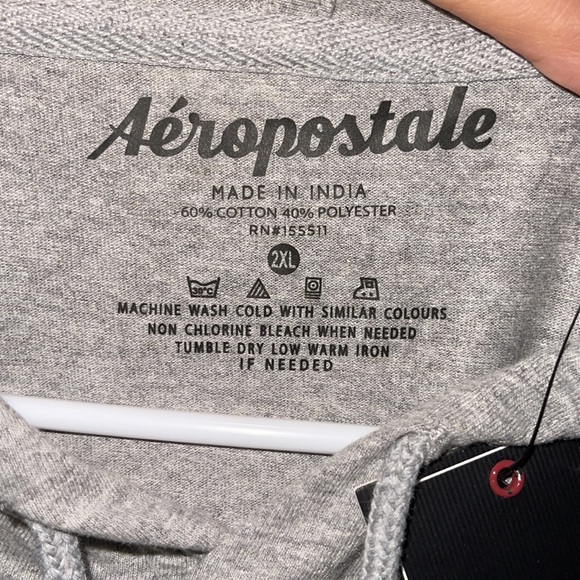 Aéropostale
MADE IN INDIA
60% COTTON 40% POLYESTER
RN#155511
2XL
30°C
MACHINE WASH COLD WITH SIMILAR COLOURS
NON CHLORINE BLEACH WHEN NEEDED
TUMBLE DRY LOW WARM IRON
IF NEEDED